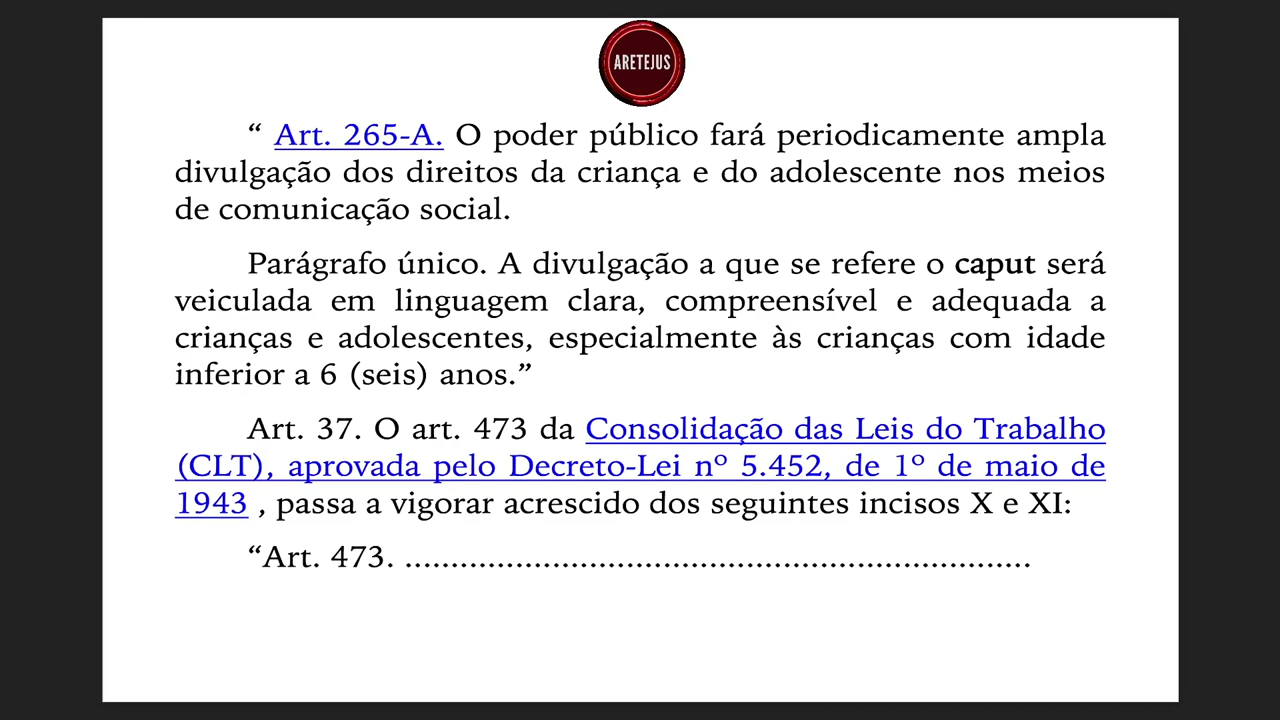 ARETEJUS
“ Art. 265-A. O poder público fará periodicamente ampla
divulgação dos direitos da criança e do adolescente nos meios
de comunicação social.
Parágrafo único. A divulgação a que se refere o caput será
veiculada em linguagem clara, compreensível e adequada a
crianças e adolescentes, especialmente às crianças com idade
inferior a 6 (seis) anos.”
Art. 37. O art. 473 da Consolidação das Leis do Trabalho
(CLT), aprovada pelo Decreto-Lei nº 5.452, de 1º de maio de
1943 , passa a vigorar acrescido dos seguintes incisos X e XI:
“Art. 473. ....................................................................